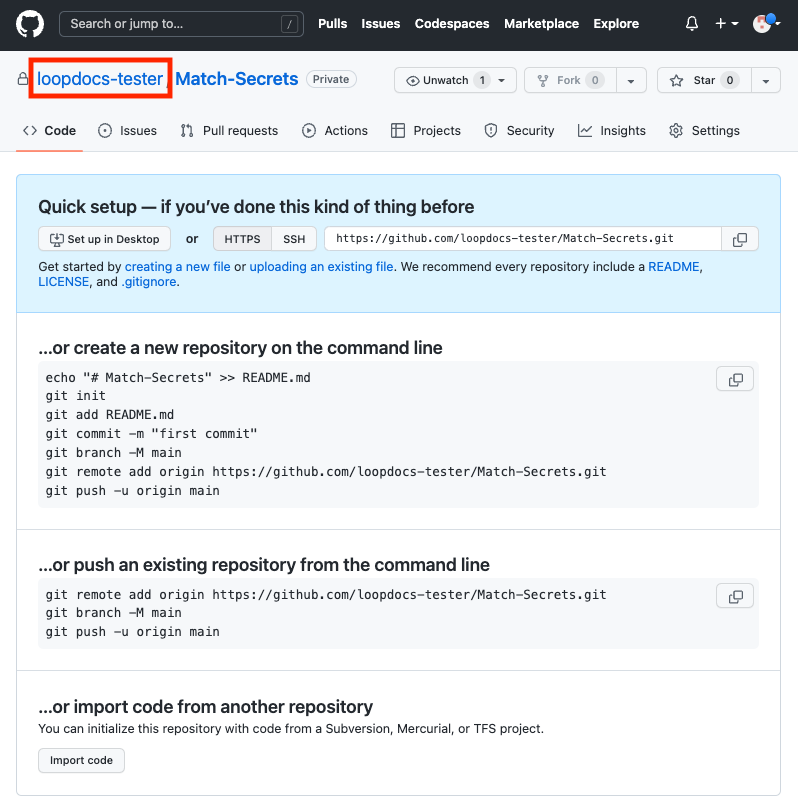 Search or jump to... / Pulls Issues Codespaces Marketplace Explore
loopdocs-tester / Match-Secrets Private Unwatch 1 Fork 0 Star 0
Code Issues Pull requests Actions Projects Security Insights Settings
Quick setup — if you’ve done this kind of thing before
Set up in Desktop or HTTPS SSH https://github.com/loopdocs-tester/Match-Secrets.git
Get started by creating a new file or uploading an existing file. We recommend every repository include a README,
LICENSE, and .gitignore.
...or create a new repository on the command line
echo "# Match-Secrets" >> README.md
git init
git add README.md
git commit -m "first commit"
git branch -M main
git remote add origin https://github.com/loopdocs-tester/Match-Secrets.git
git push -u origin main
...or push an existing repository from the command line
git remote add origin https://github.com/loopdocs-tester/Match-Secrets.git
git branch -M main
git push -u origin main
...or import code from another repository
You can initialize this repository with code from a Subversion, Mercurial, or TFS project.
Import code